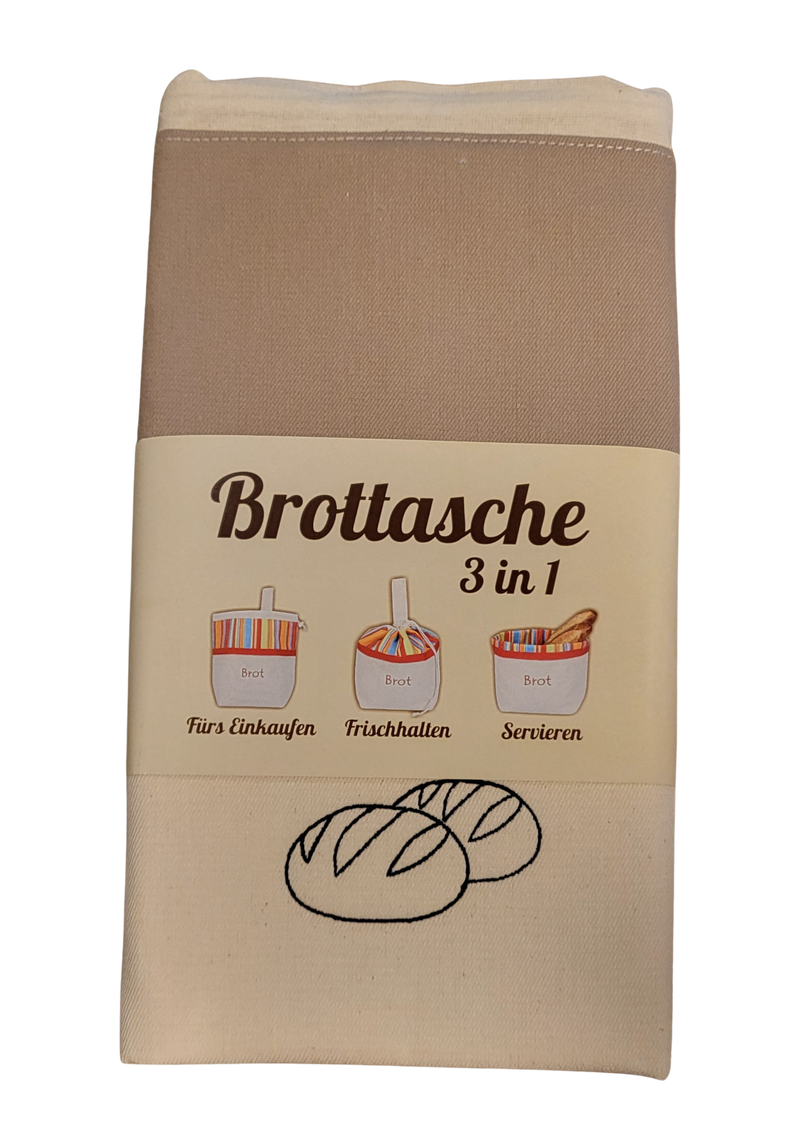 Brottasche
3 in 1
Brot
Brot
Brot
Fürs Einkaufen
Frischhalten
Servieren